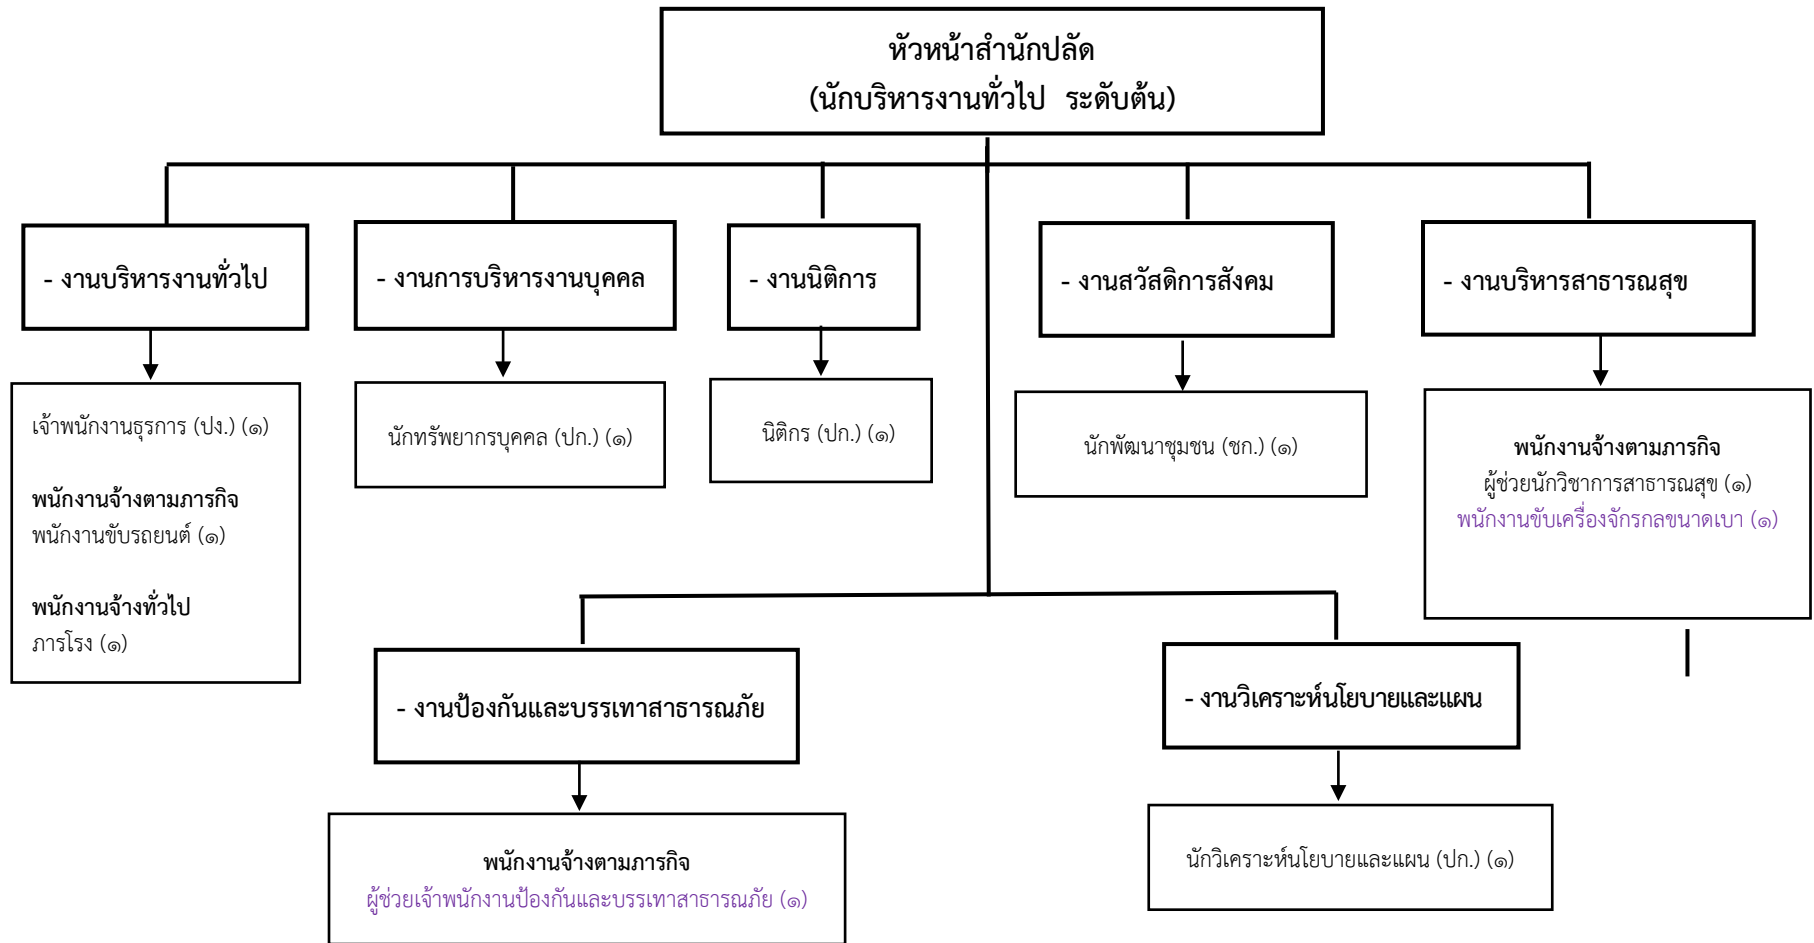 หัวหน้าสำนักปลัด
(นักบริหารงานทั่วไป ระดับต้น)
- งานบริหารงานทั่วไป
- งานการบริหารงานบุคคล
- งานนิติการ
- งานสวัสดิการสังคม
- งานบริหารสาธารณสุข
เจ้าพนักงานธุรการ (ปง.) (๑)
พนักงานจ้างตามภารกิจ
พนักงานขับรถยนต์ (๑)
พนักงานจ้างทั่วไป
ภารโรง (๑)
นักทรัพยากรบุคคล (ปก.) (๑)
นิติกร (ปก.) (๑)
นักพัฒนาชุมชน (ชก.) (๑)
พนักงานจ้างตามภารกิจ
ผู้ช่วยนักวิชาการสาธารณสุข (๑)
พนักงานขับเครื่องจักรกลขนาดเบา (๑)
- งานป้องกันและบรรเทาสาธารณภัย
- งานวิเคราะห์นโยบายและแผน
พนักงานจ้างตามภารกิจ
ผู้ช่วยเจ้าพนักงานป้องกันและบรรเทาสาธารณภัย (๑)
นักวิเคราะห์นโยบายและแผน (ปก.) (๑)